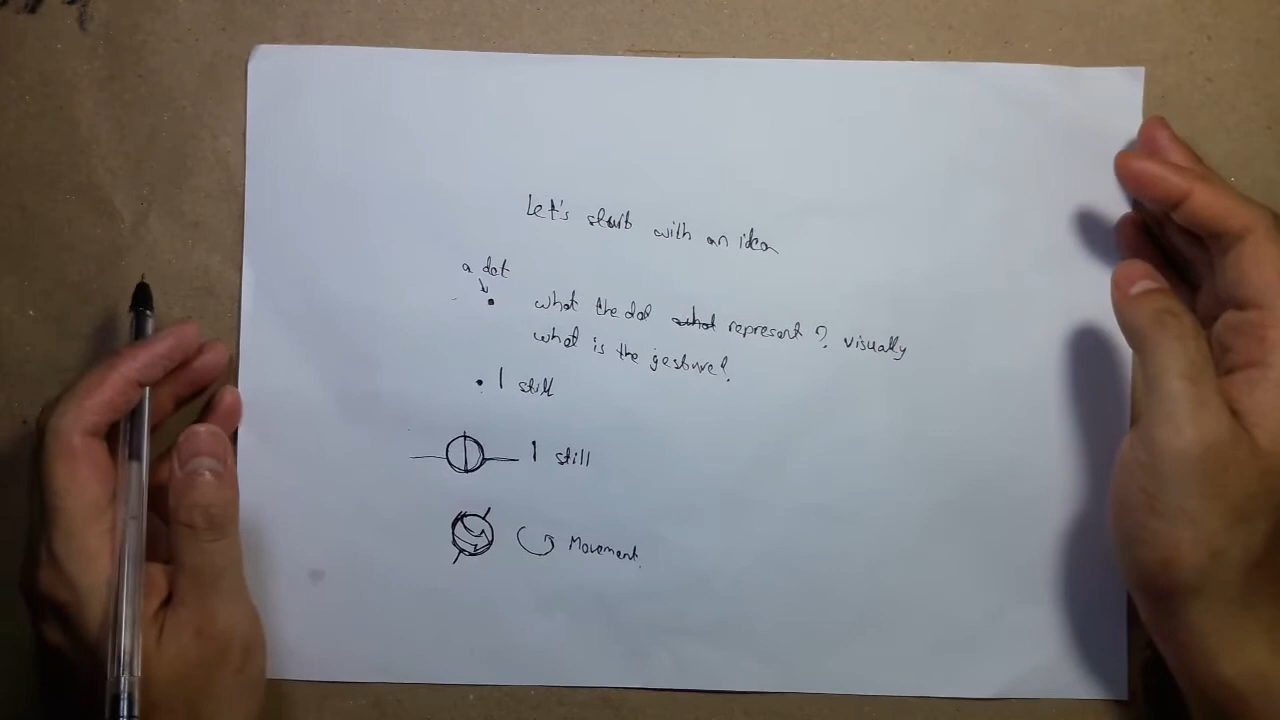 Let's start with an idea
a dot
what the dot what represent ? visually
what is the gesture?
1 still
1 still
Movement.